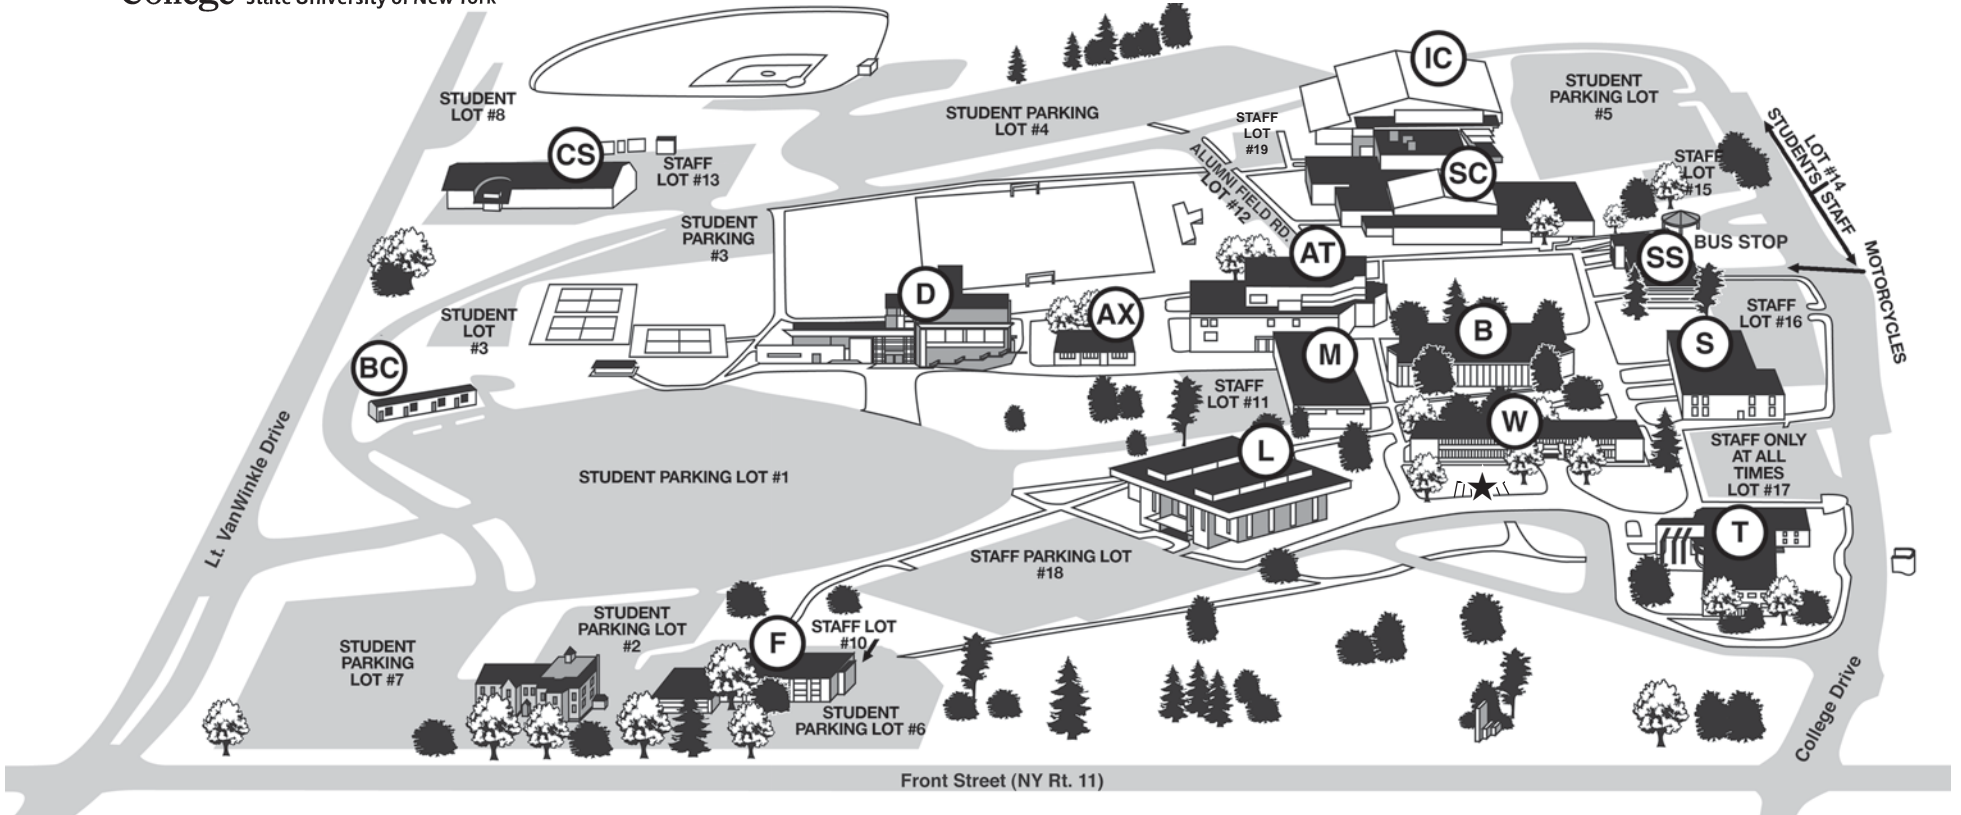 College State University of New York
STUDENT
LOT #8
CS
STAFF
LOT #13
STUDENT PARKING
LOT #4
STAFF
LOT
#19
IC
STUDENT
PARKING LOT
#5
LOT #14
STUDENTS | STAFF
STAFF
LOT
#15
SC
ALUMNI FIELD RD.
LOT #12
STUDENT
PARKING
#3
AT
SS
BUS STOP
MOTORCYCLES
D
AX
STUDENT
LOT
#3
STAFF
LOT #16
B
S
M
BC
STAFF
LOT #11
W
L
STAFF ONLY
AT ALL
TIMES
LOT #17
Lt. VanWinkle Drive
STUDENT PARKING LOT #1
T
STAFF PARKING LOT
#18
STUDENT
PARKING LOT
#2
F
STAFF LOT
#10
STUDENT
PARKING
LOT #7
STUDENT
PARKING LOT #6
College Drive
Front Street (NY Rt. 11)